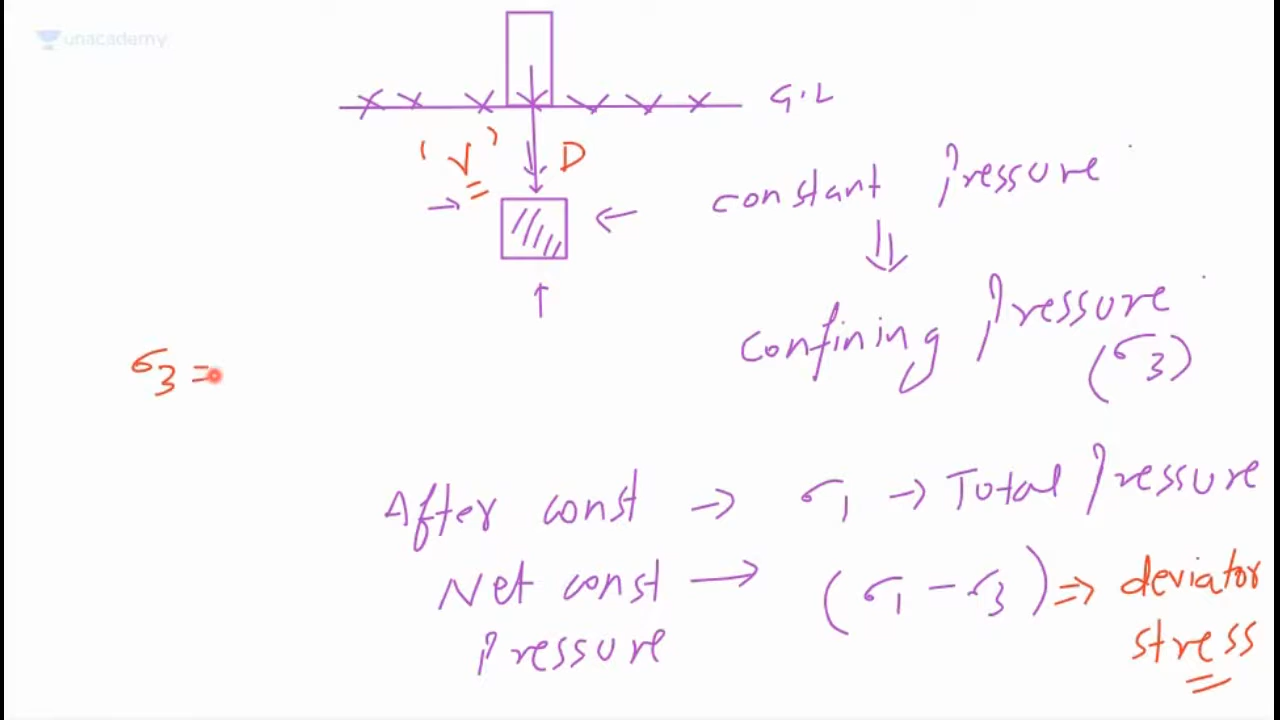 unacademy
G.L
'γ' D
constant Pressure
Confining Pressure
(σ3)
σ3 =
After const → σ1 → Total Pressure
Net const → (σ1 - σ3) ⇒ deviator
Pressure stress